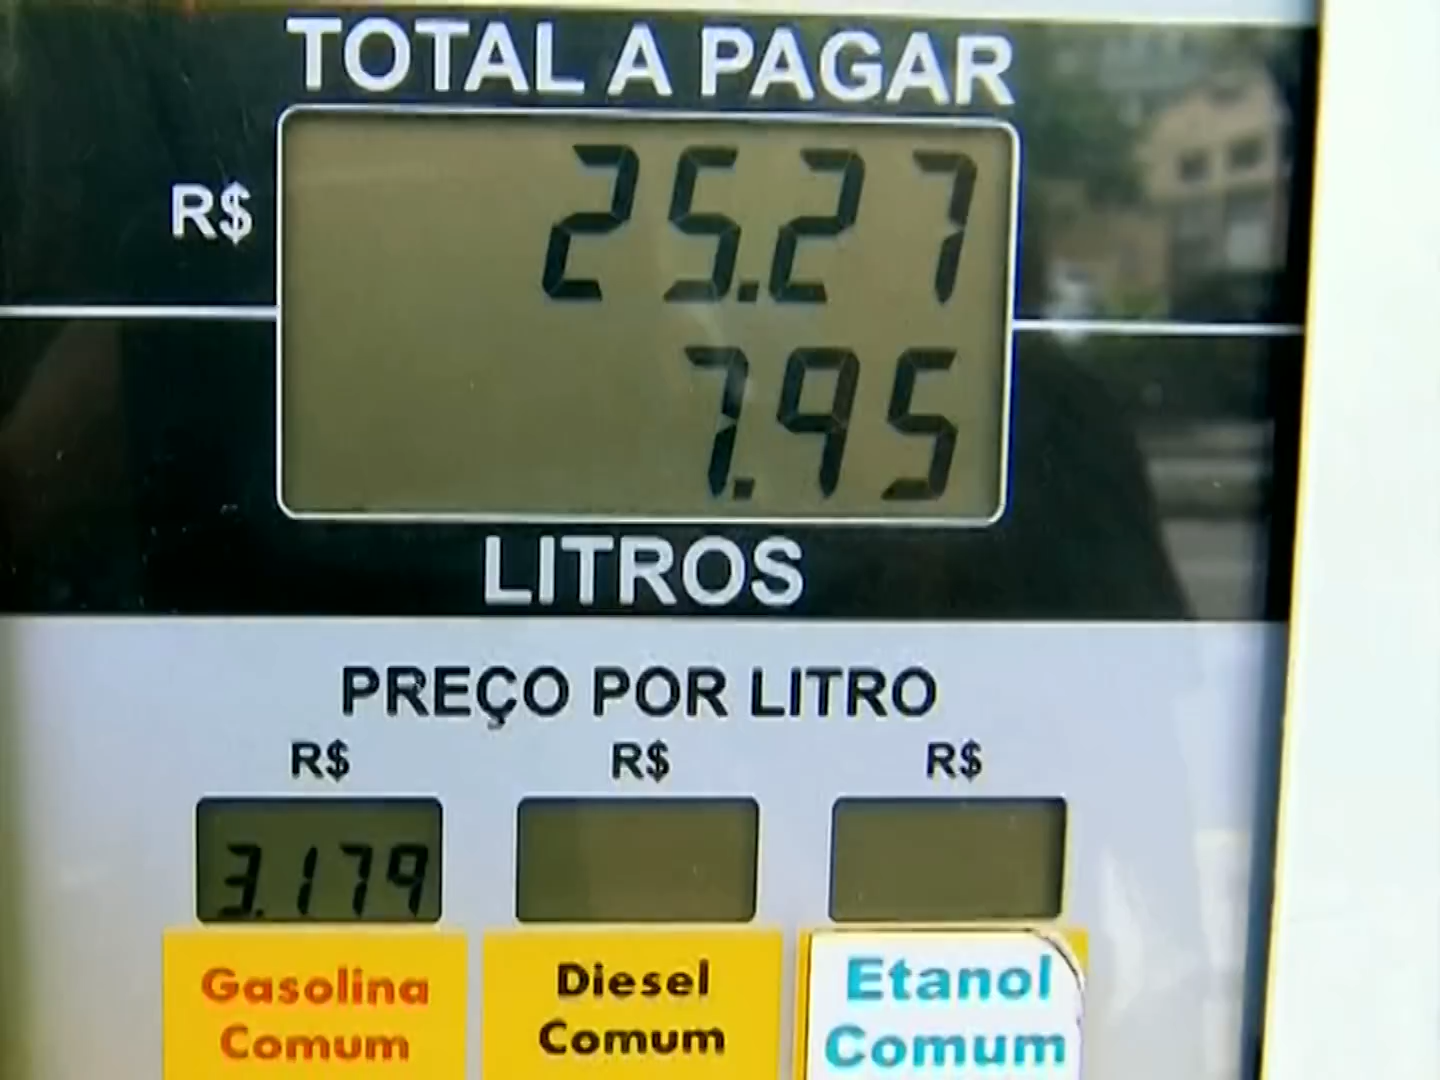 TOTAL A PAGAR
R$ 25.27
7.95
LITROS
PREÇO POR LITRO
R$ R$ R$
3.179
Gasolina Comum
Diesel Comum
Etanol Comum